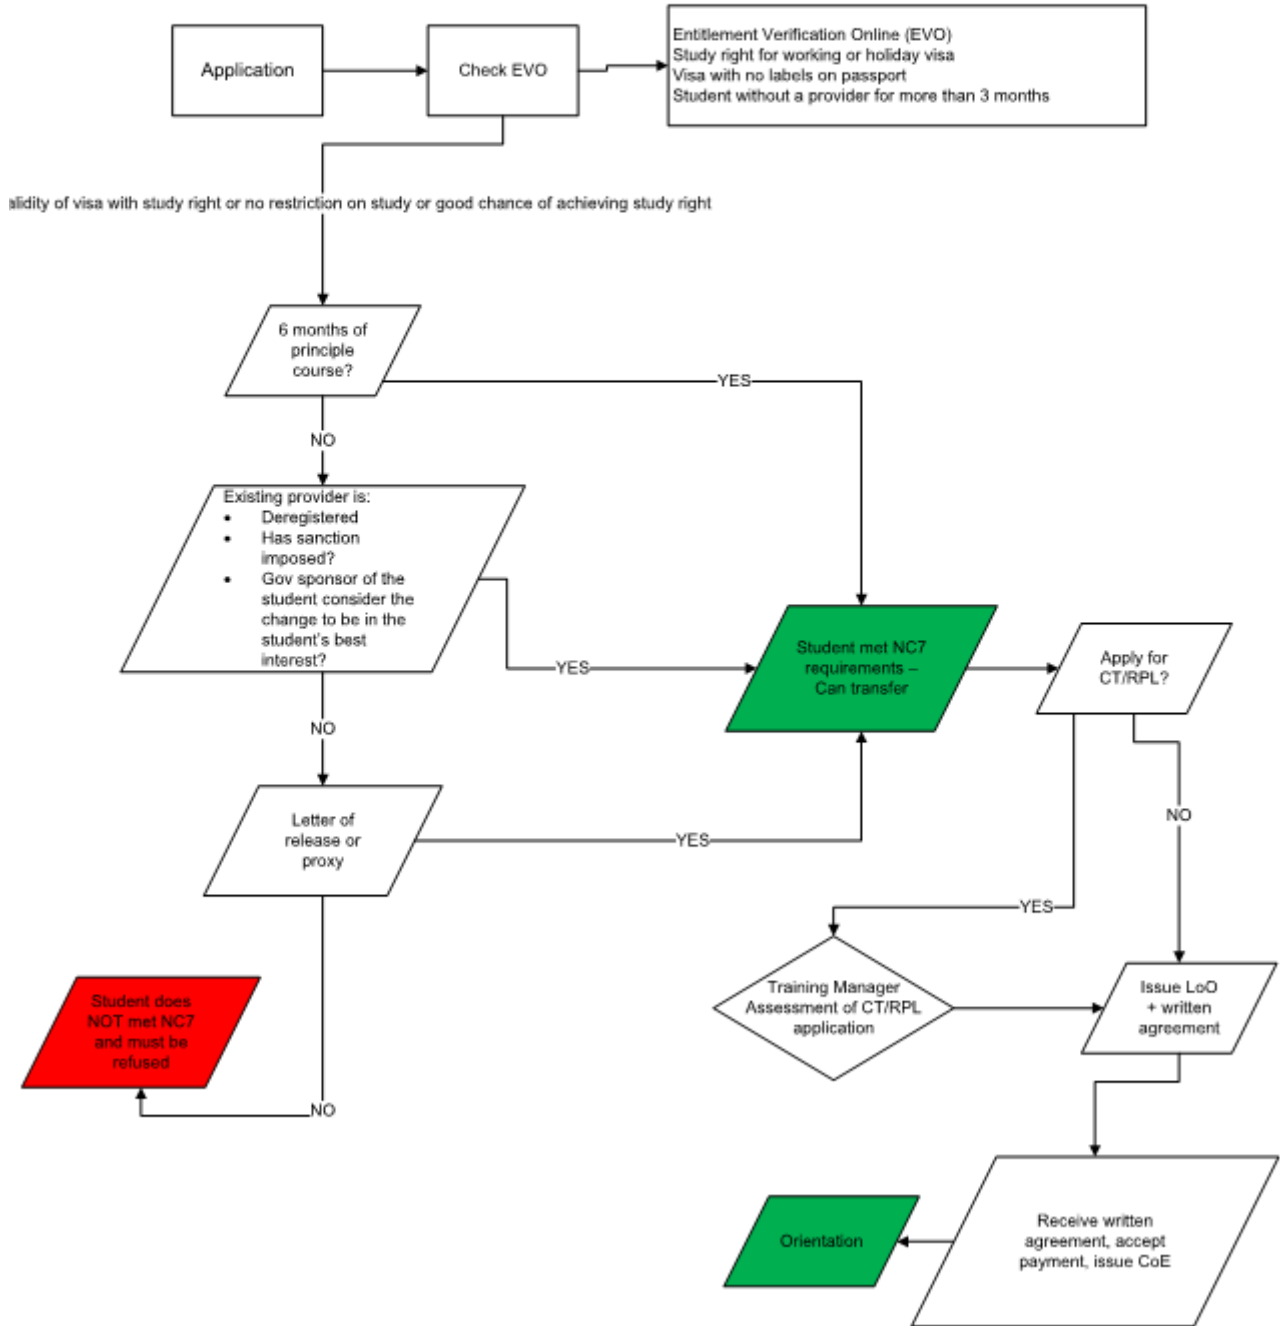 Application
Check EVO
Entitlement Verification Online (EVO)
Study right for working or holiday visa
Visa with no labels on passport
Student without a provider for more than 3 months
alidity of visa with study right or no restriction on study or good chance of achieving study right
6 months of
principle
course?
YES
NO
Existing provider is:
• Deregistered
• Has sanction
imposed?
• Gov sponsor of the
student consider the
change to be in the
student's best
interest?
YES
Student met NC7
requirements –
Can transfer
Apply for
CT/RPL?
NO
Letter of
release or
proxy
YES
NO
YES
Student does
NOT met NC7
and must be
refused
NO
Training Manager
Assessment of CT/RPL
application
Issue LoO
+ written
agreement
Receive written
agreement, accept
payment, issue CoE
Orientation